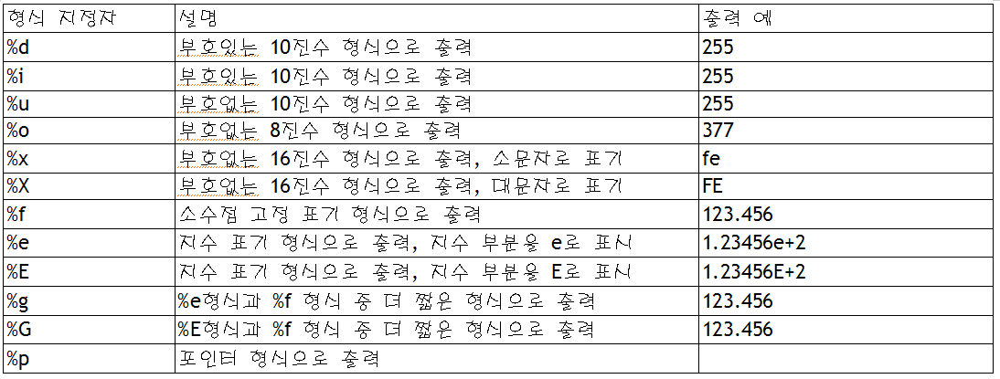 형식 지정자 설명 출력 예
%d 부호있는 10진수 형식으로 출력 255
%i 부호있는 10진수 형식으로 출력 255
%u 부호없는 10진수 형식으로 출력 255
%o 부호없는 8진수 형식으로 출력 377
%x 부호없는 16진수 형식으로 출력, 소문자로 표기 fe
%X 부호없는 16진수 형식으로 출력, 대문자로 표기 FE
%f 소수점 고정 표기 형식으로 출력 123.456
%e 지수 표기 형식으로 출력, 지수 부분을 e로 표시 1.23456e+2
%E 지수 표기 형식으로 출력, 지수 부분을 E로 표시 1.23456E+2
%g %e형식과 %f 형식 중 더 짧은 형식으로 출력 123.456
%G %E형식과 %f 형식 중 더 짧은 형식으로 출력 123.456
%p 포인터 형식으로 출력